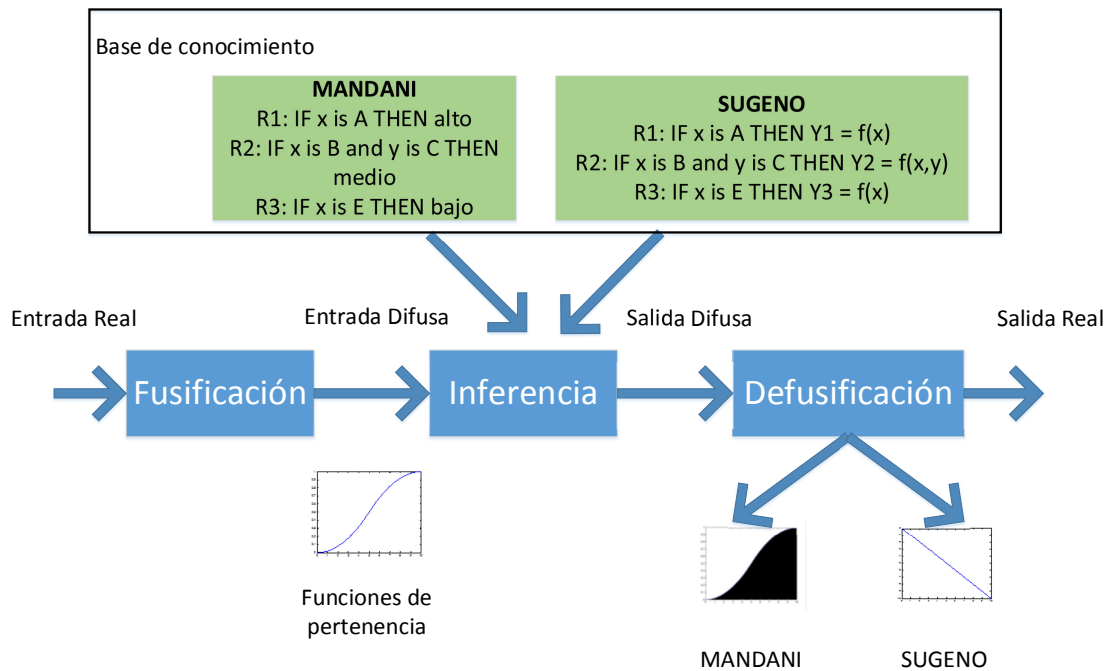 Base de conocimiento
MANDANI
R1: IF x is A THEN alto
R2: IF x is B and y is C THEN
medio
R3: IF x is E THEN bajo
SUGENO
R1: IF x is A THEN Y1 = f(x)
R2: IF x is B and y is C THEN Y2 = f(x,y)
R3: IF x is E THEN Y3 = f(x)
Entrada Real
Entrada Difusa
Salida Difusa
Salida Real
Fusificación
Inferencia
Defusificación
Funciones de
pertenencia
MANDANI
SUGENO